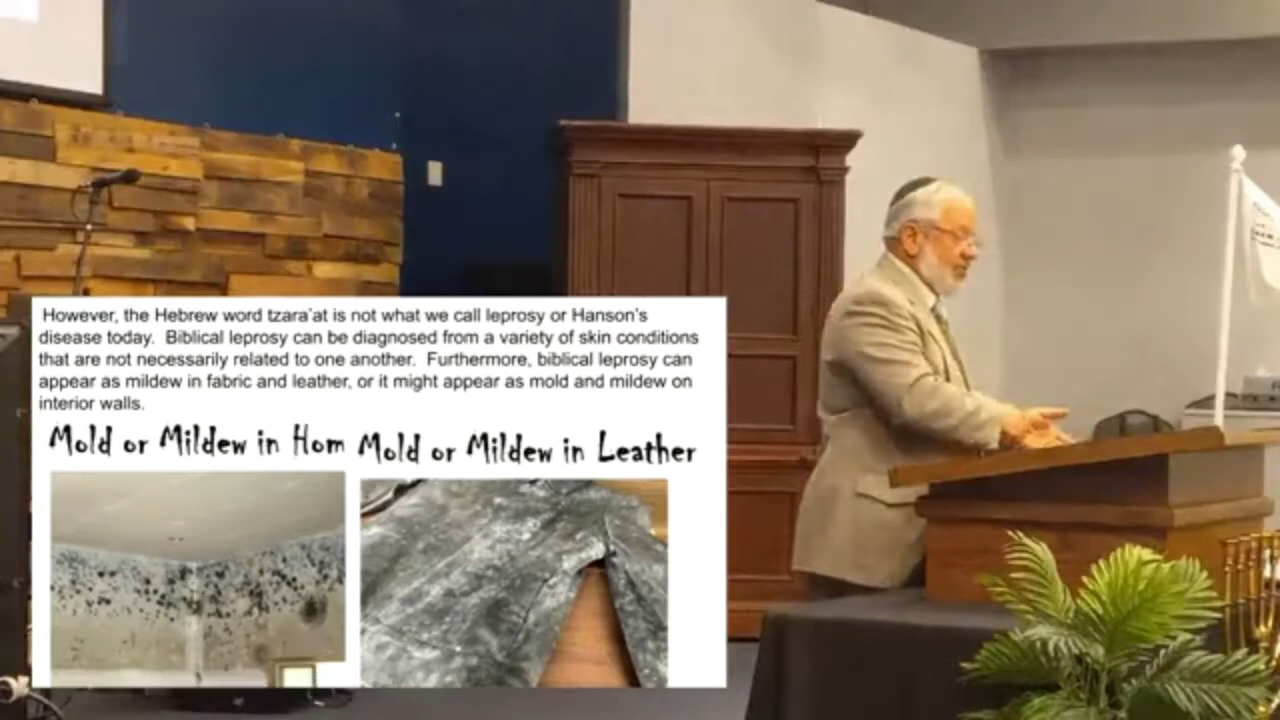 However, the Hebrew word tzara'at is not what we call leprosy or Hanson's
disease today.  Biblical leprosy can be diagnosed from a variety of skin conditions
that are not necessarily related to one another.  Furthermore, biblical leprosy can
appear as mildew in fabric and leather, or it might appear as mold and mildew on
interior walls.
Mold or Mildew in Hom
Mold or Mildew in Leather